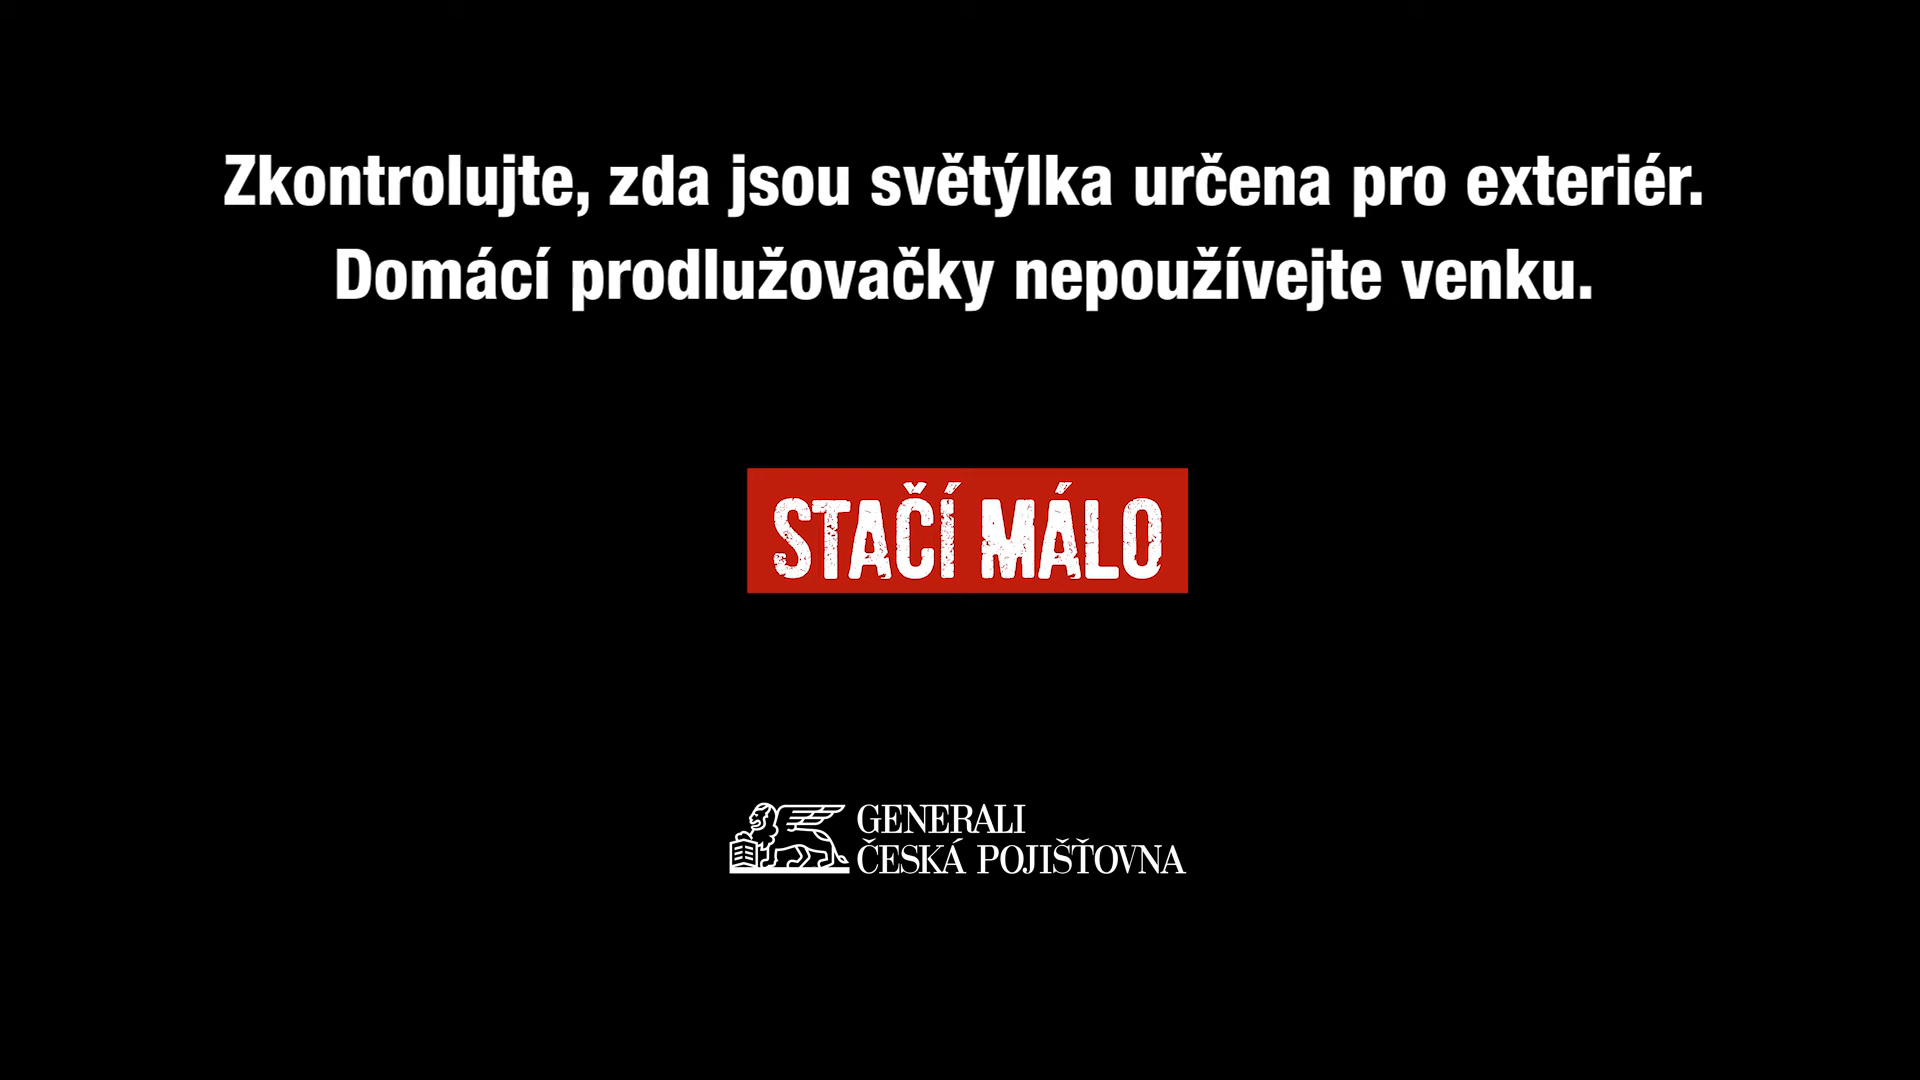 Zkontrolujte, zda jsou světýlka určena pro exteriér.
Domácí prodlužovačky nepoužívejte venku.
STAČÍ MÁLO
GENERALI
ČESKÁ POJIŠŤOVNA